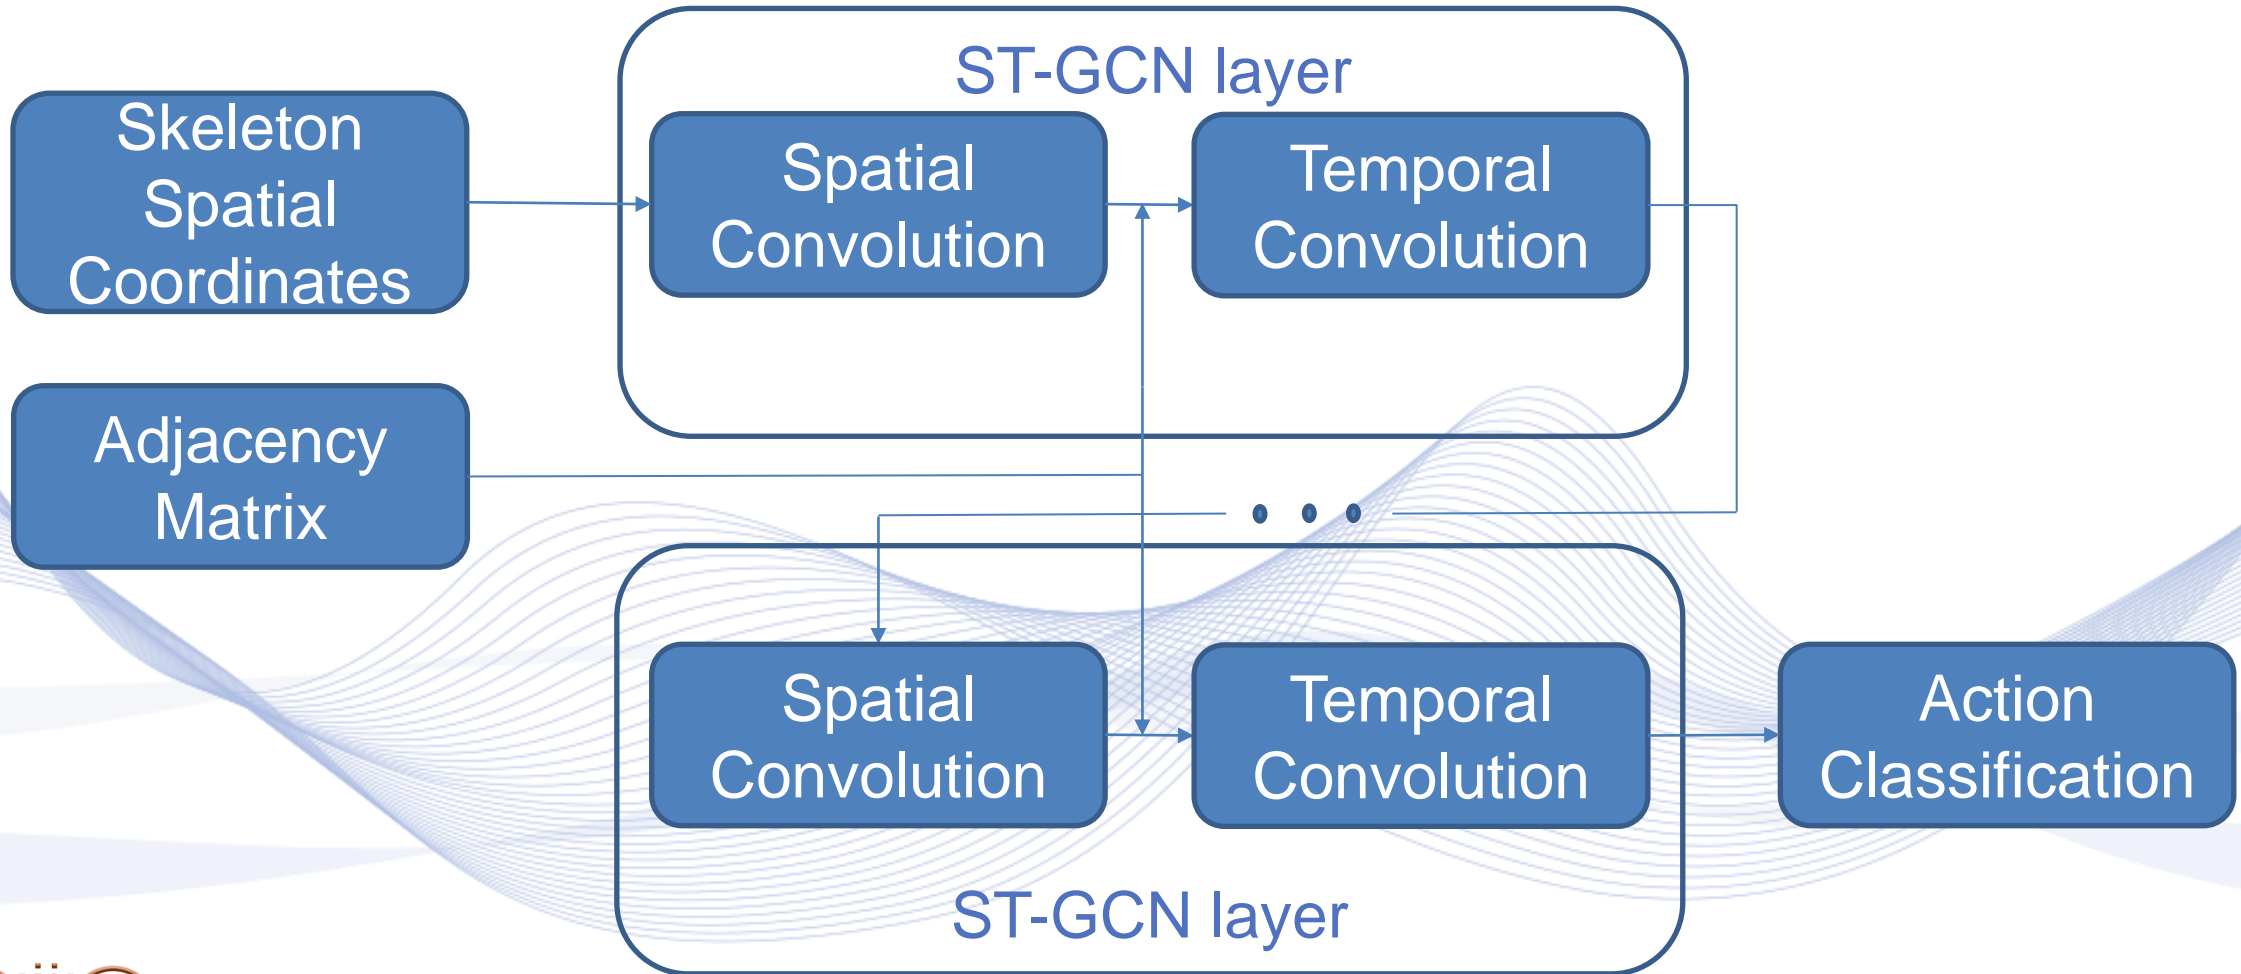 ST-GCN layer
Skeleton
Spatial
Coordinates
Spatial
Convolution
Temporal
Convolution
Adjacency
Matrix
Spatial
Convolution
Temporal
Convolution
Action
Classification
ST-GCN layer